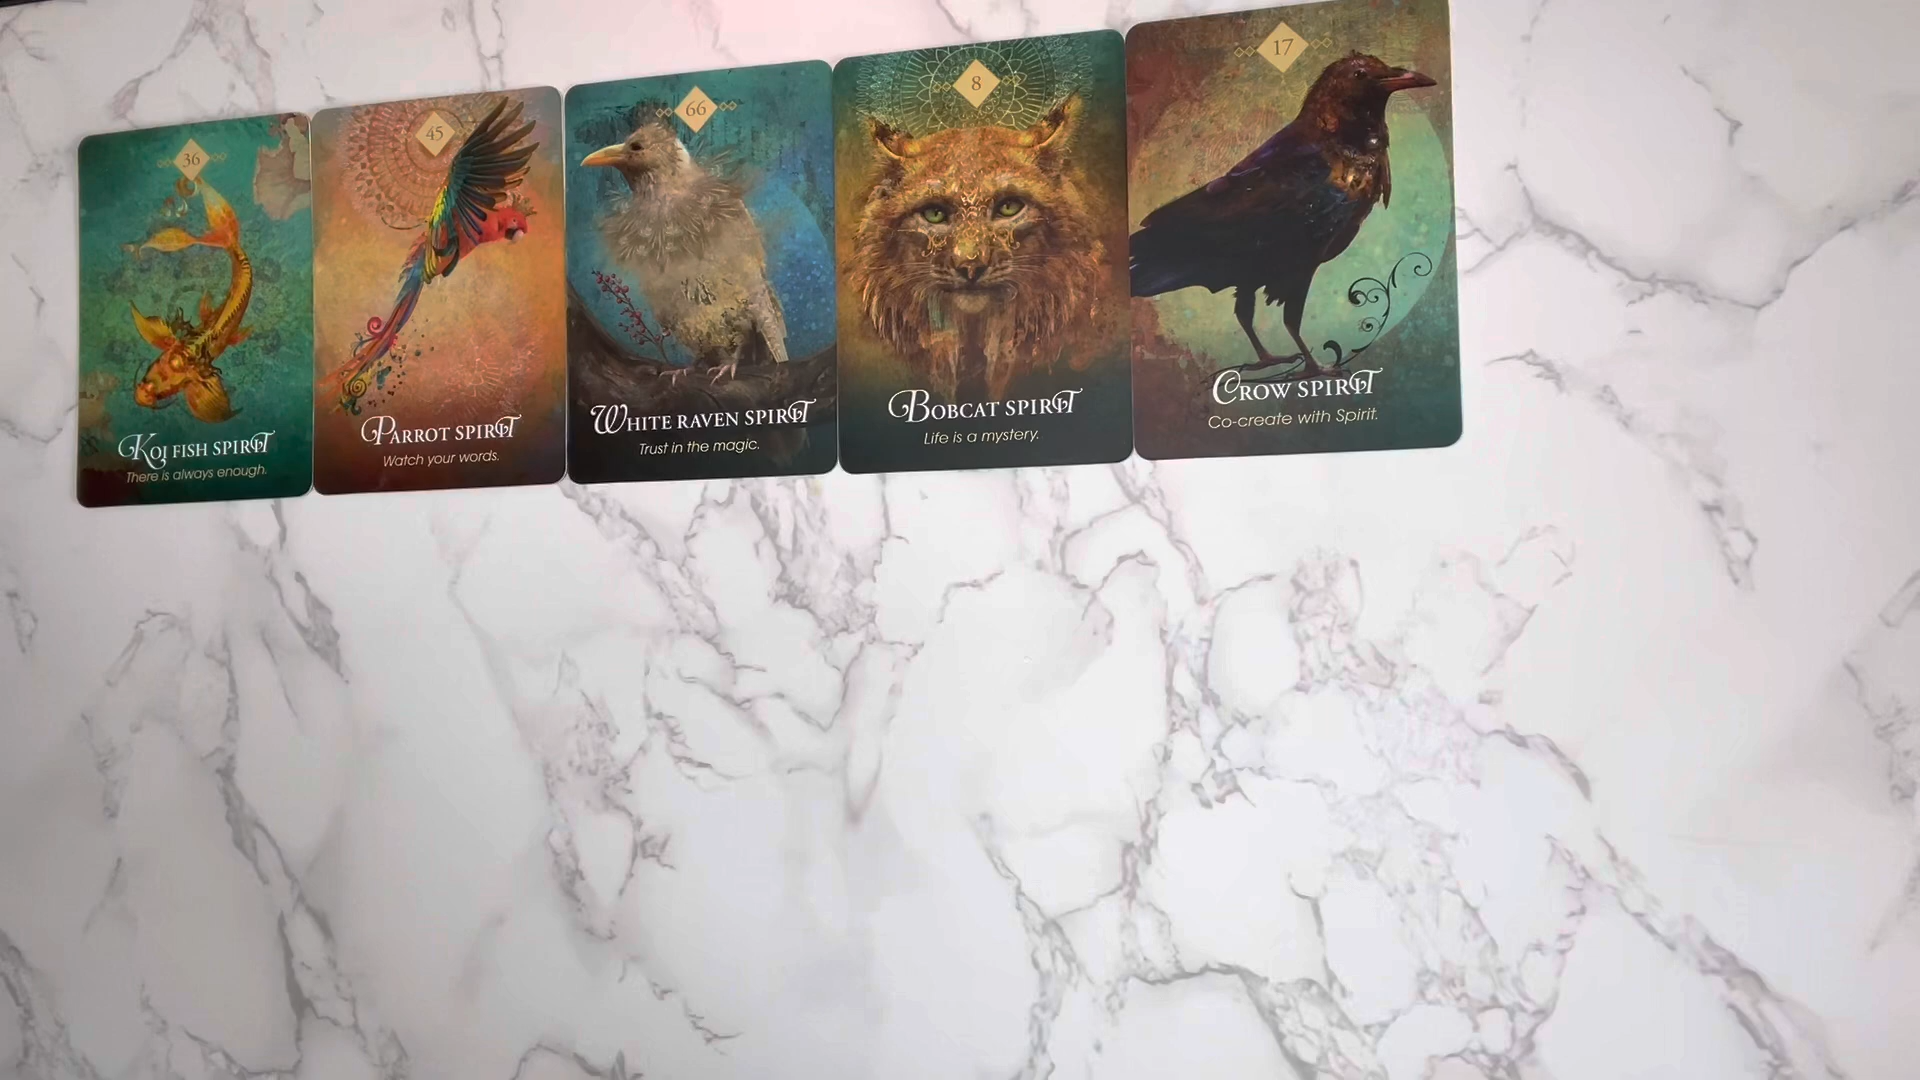 36
KOI FISH SPIRIT
There is always enough.
45
PARROT SPIRIT
Watch your words.
66
WHITE RAVEN SPIRIT
Trust in the magic.
8
BOBCAT SPIRIT
Life is a mystery.
17
CROW SPIRIT
Co-create with Spirit.